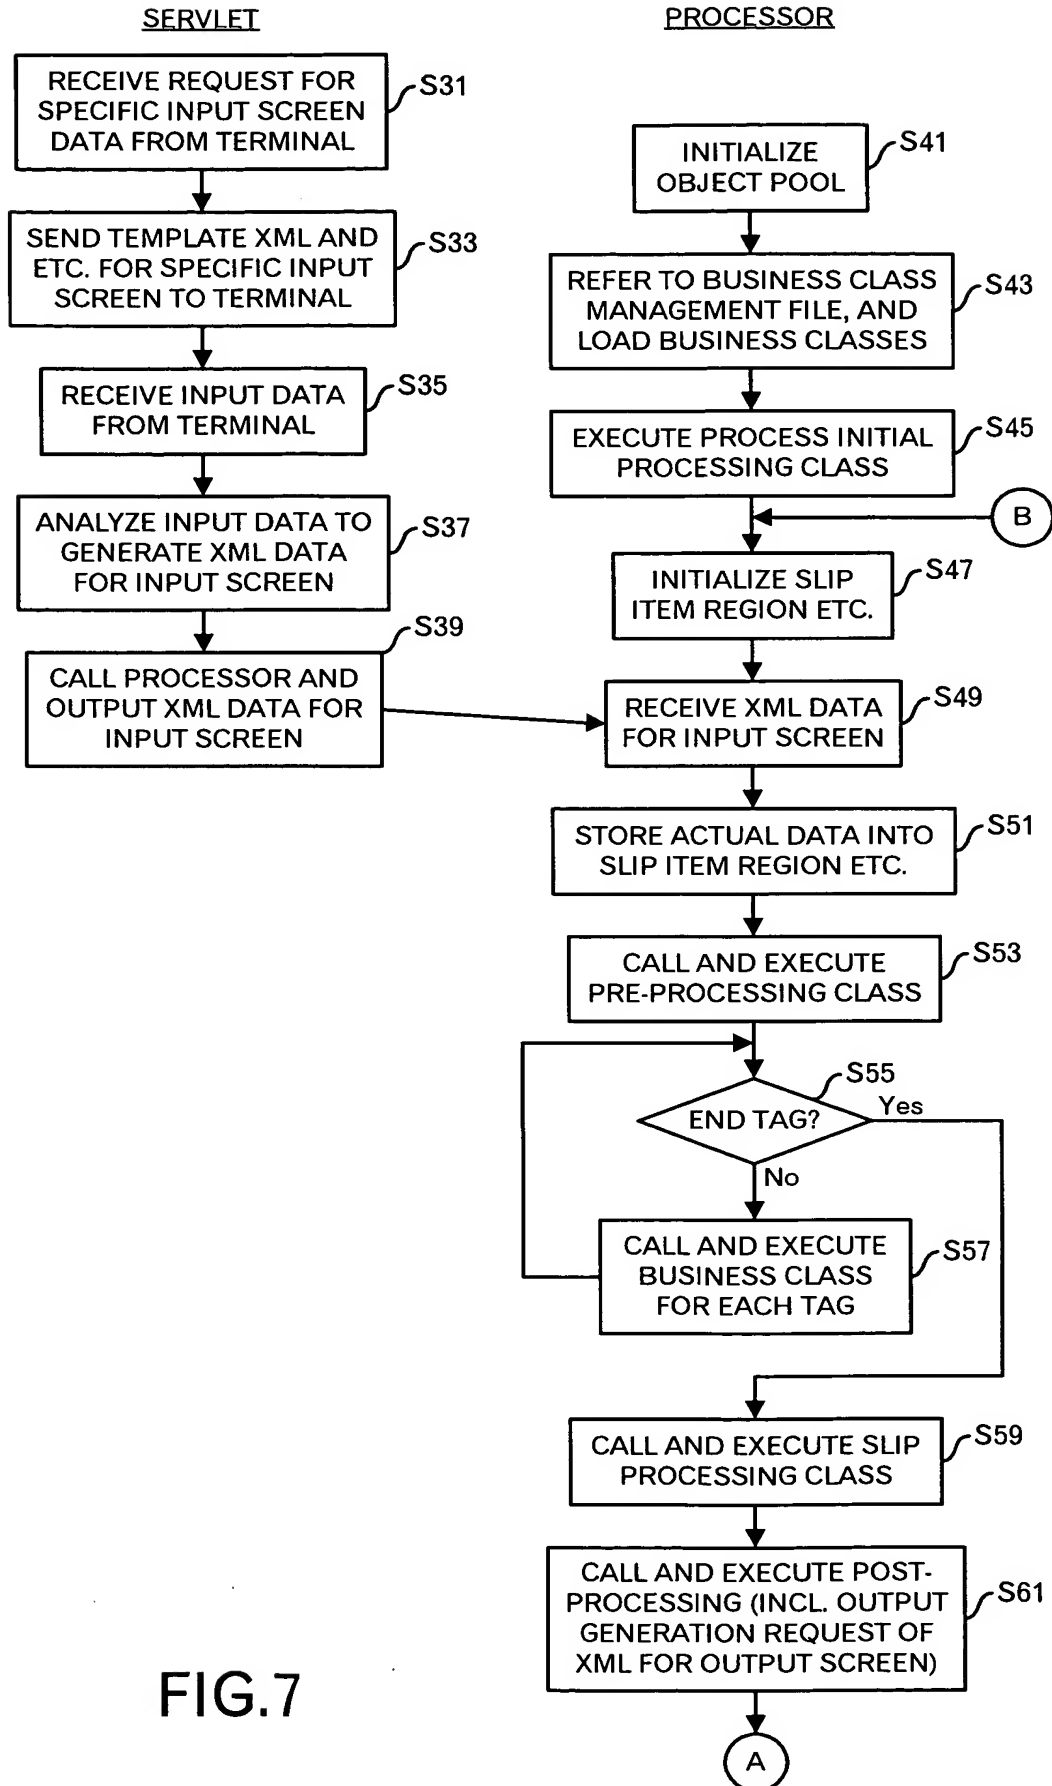 SERVLET
RECEIVE REQUEST FOR
SPECIFIC INPUT SCREEN
DATA FROM TERMINAL
S31
SEND TEMPLATE XML AND
ETC. FOR SPECIFIC INPUT
SCREEN TO TERMINAL
S33
RECEIVE INPUT DATA
FROM TERMINAL
S35
ANALYZE INPUT DATA TO
GENERATE XML DATA
FOR INPUT SCREEN
S37
CALL PROCESSOR AND
OUTPUT XML DATA FOR
INPUT SCREEN
S39
PROCESSOR
INITIALIZE
OBJECT POOL
S41
REFER TO BUSINESS CLASS
MANAGEMENT FILE, AND
LOAD BUSINESS CLASSES
S43
EXECUTE PROCESS INITIAL
PROCESSING CLASS
S45
B
INITIALIZE SLIP
ITEM REGION ETC.
S47
RECEIVE XML DATA
FOR INPUT SCREEN
S49
STORE ACTUAL DATA INTO
SLIP ITEM REGION ETC.
S51
CALL AND EXECUTE
PRE-PROCESSING CLASS
S53
END TAG?
S55
Yes
No
CALL AND EXECUTE
BUSINESS CLASS
FOR EACH TAG
S57
CALL AND EXECUTE SLIP
PROCESSING CLASS
S59
CALL AND EXECUTE POST-
PROCESSING (INCL. OUTPUT
GENERATION REQUEST OF
XML FOR OUTPUT SCREEN)
S61
A
FIG.7